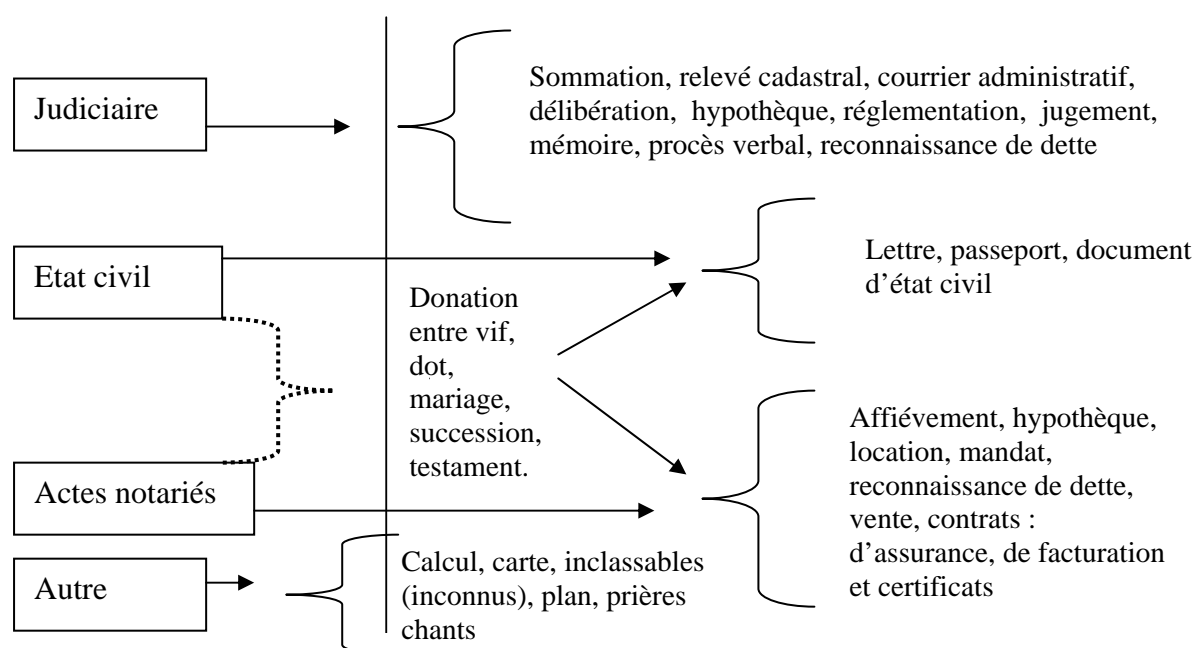 Judiciaire
Sommation, relevé cadastral, courrier administratif,
délibération, hypothèque, réglementation, jugement,
mémoire, procès verbal, reconnaissance de dette
Etat civil
Lettre, passeport, document
d’état civil
Donation
entre vif,
dot,
mariage,
succession,
testament.
Actes notariés
Affiévement, hypothèque,
location, mandat,
reconnaissance de dette,
vente, contrats :
d’assurance, de facturation
et certificats
Autre
Calcul, carte, inclassables
(inconnus), plan, prières
chants